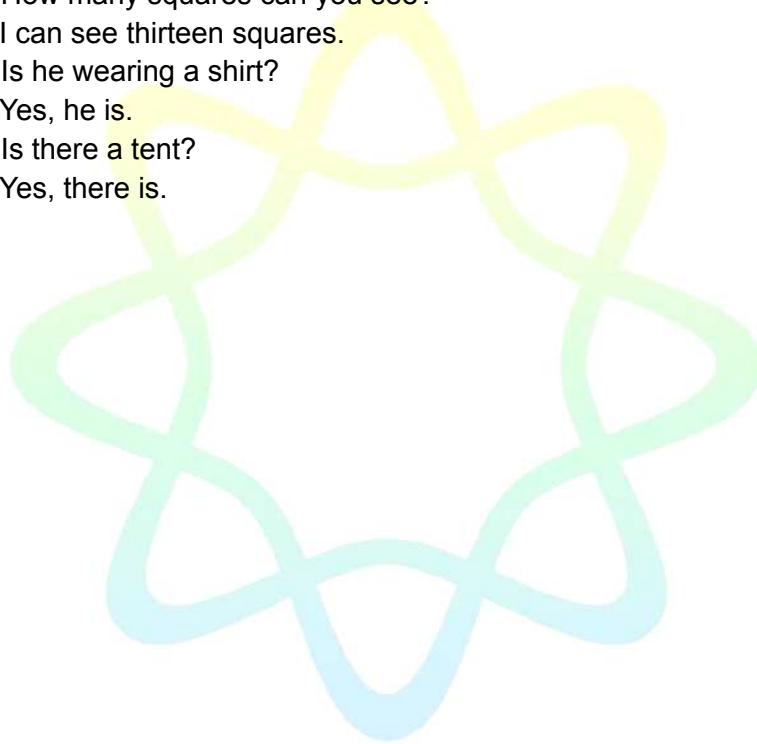 How many squares can you see?
I can see thirteen squares.
Is he wearing a shirt?
Yes, he is.
Is there a tent?
Yes, there is.